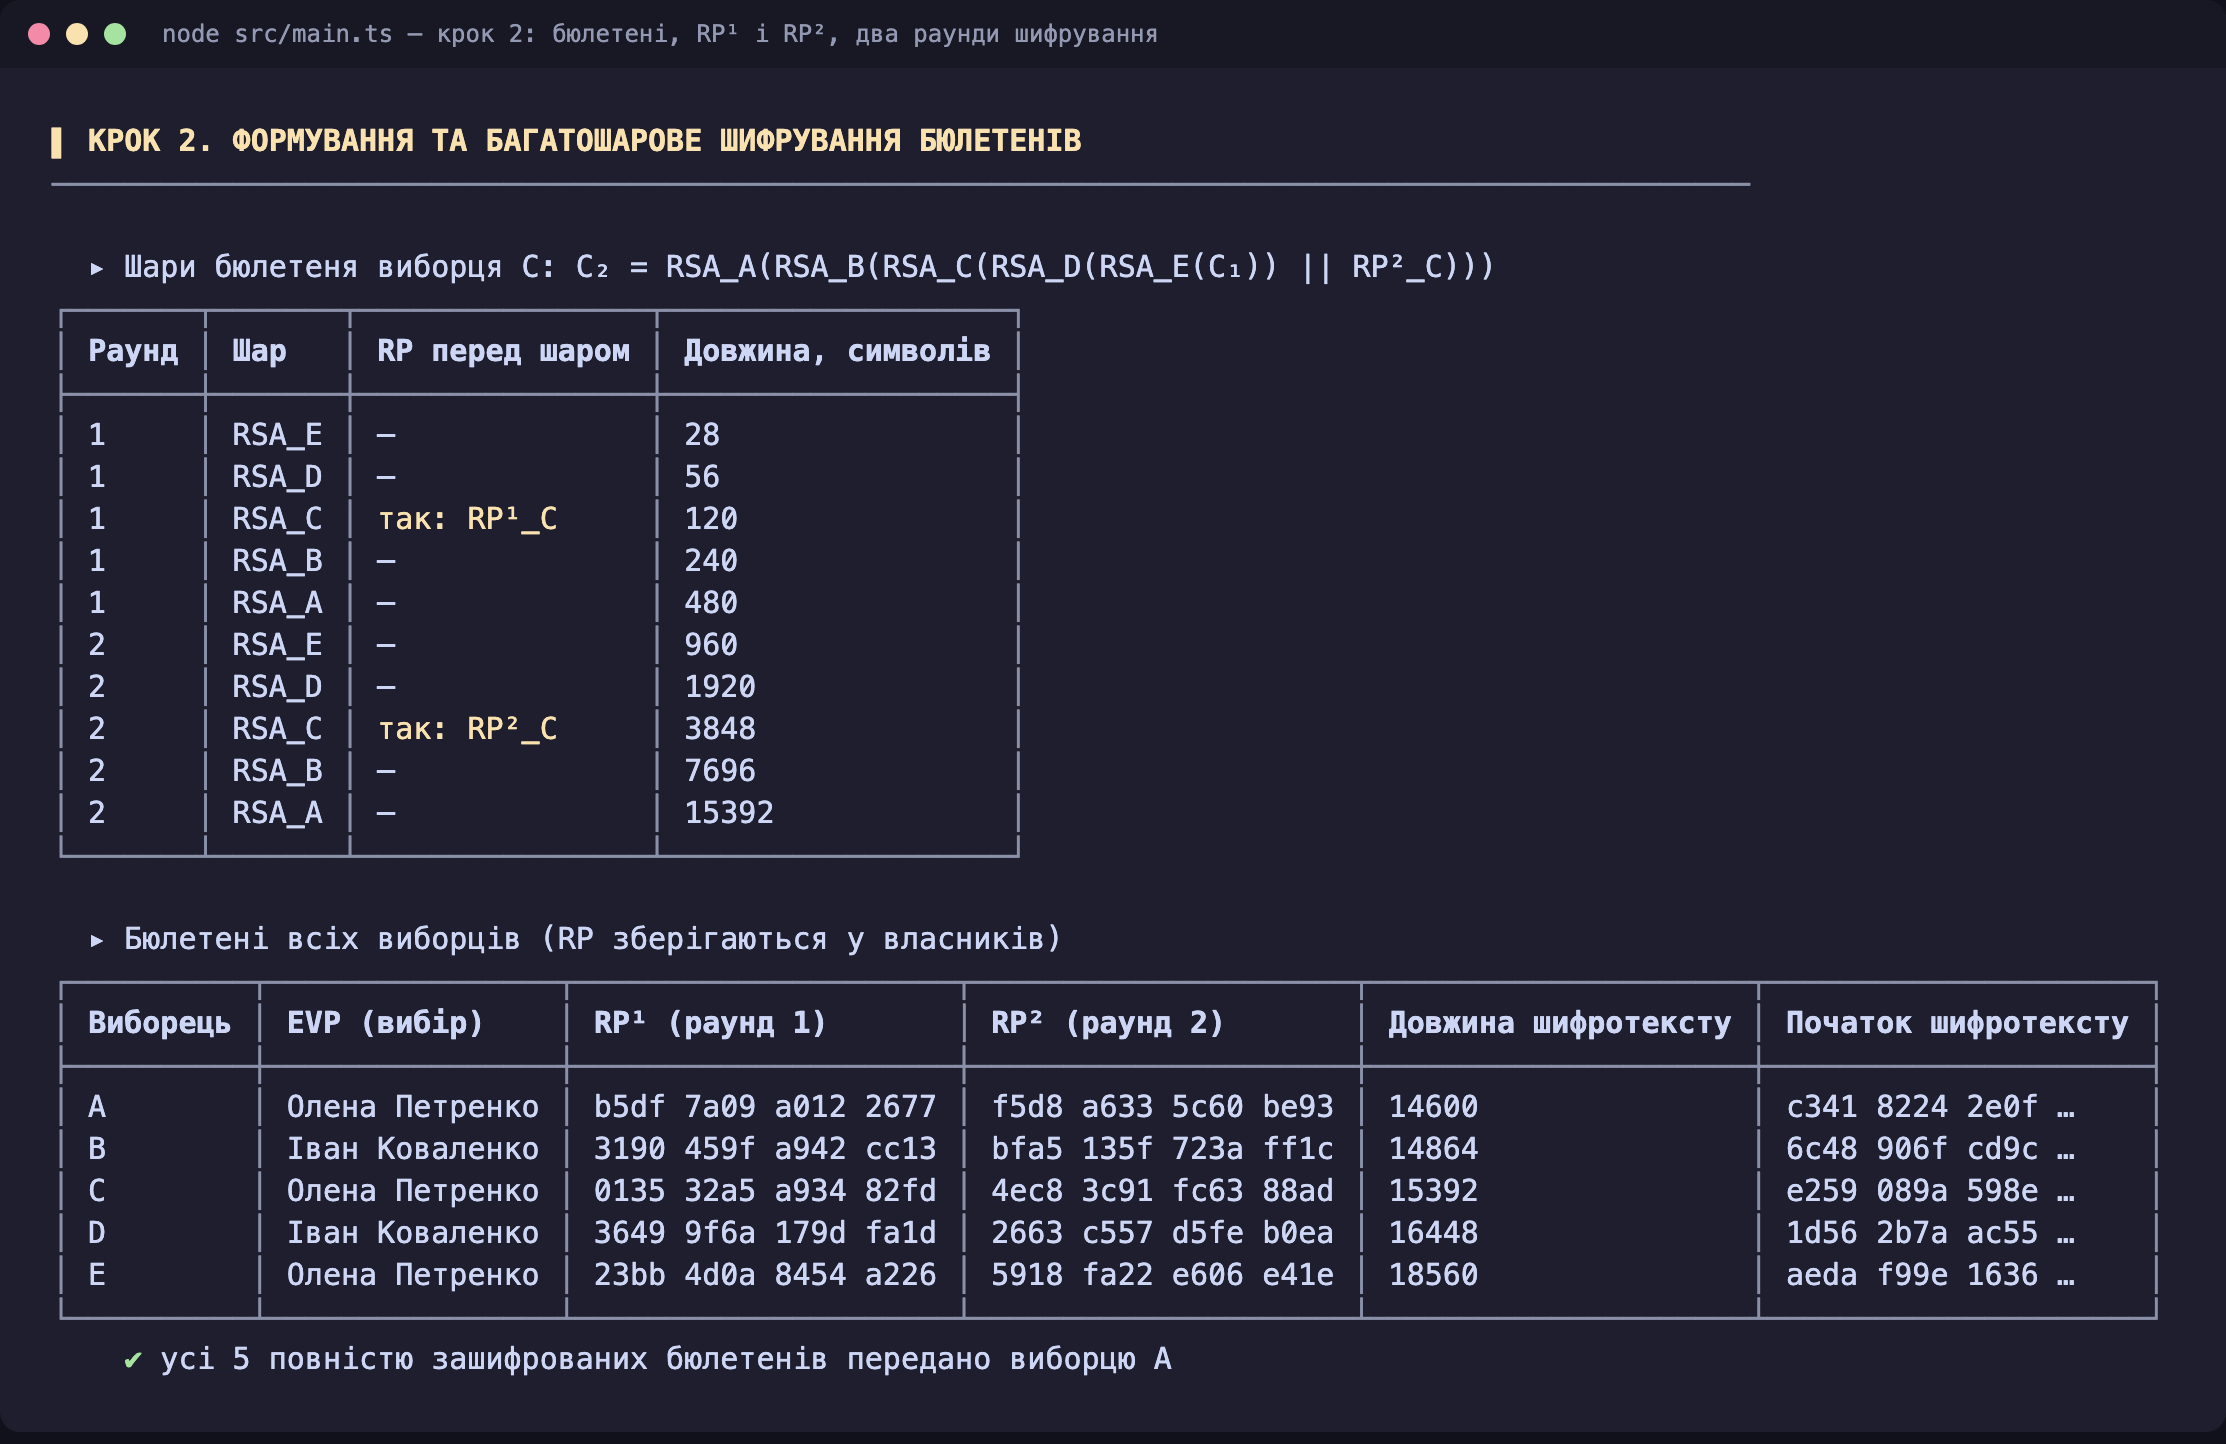 node src/main.ts — крок 2: бюлетені, RP¹ і RP², два раунди шифрування
КРОК 2. ФОРМУВАННЯ ТА БАГАТОШАРОВЕ ШИФРУВАННЯ БЮЛЕТЕНІВ
▸ Шари бюлетеня виборця C: C₂ = RSA_A(RSA_B(RSA_C(RSA_D(RSA_E(C₁)) || RP²_C)))
Раунд Шар RP перед шаром Довжина, символів
1 RSA_E — 28
1 RSA_D — 56
1 RSA_C так: RP¹_C 120
1 RSA_B — 240
1 RSA_A — 480
2 RSA_E — 960
2 RSA_D — 1920
2 RSA_C так: RP²_C 3848
2 RSA_B — 7696
2 RSA_A — 15392
▸ Бюлетені всіх виборців (RP зберігаються у власників)
Виборець EVP (вибір) RP¹ (раунд 1) RP² (раунд 2) Довжина шифротексту Початок шифротексту
A Олена Петренко b5df 7a09 a012 2677 f5d8 a633 5c60 be93 14600 c341 8224 2e0f …
B Іван Коваленко 3190 459f a942 cc13 bfa5 135f 723a ff1c 14864 6c48 906f cd9c …
C Олена Петренко 0135 32a5 a934 82fd 4ec8 3c91 fc63 88ad 15392 e259 089a 598e …
D Іван Коваленко 3649 9f6a 179d fa1d 2663 c557 d5fe b0ea 16448 1d56 2b7a ac55 …
E Олена Петренко 23bb 4d0a 8454 a226 5918 fa22 e606 e41e 18560 aeda f99e 1636 …
✔ усі 5 повністю зашифрованих бюлетенів передано виборцю A